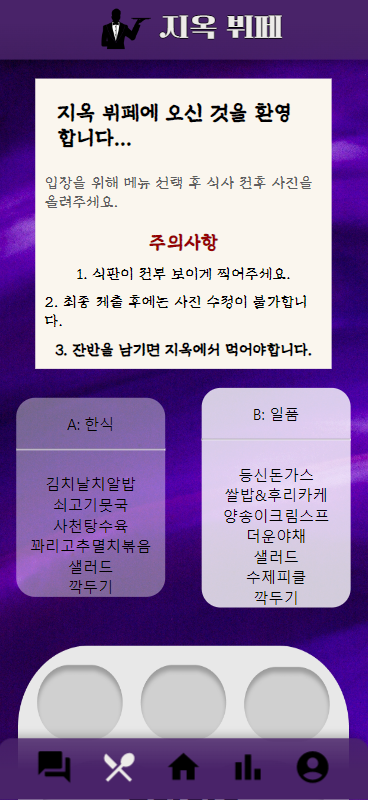 지옥 뷔페
지옥 뷔페에 오신 것을 환영
합니다...
입장을 위해 메뉴 선택 후 식사 전후 사진을
올려주세요.
주의사항
1. 식판이 전부 보이게 찍어주세요.
2. 최종 제출 후에는 사진 수정이 불가합니
다.
3. 잔반을 남기면 지옥에서 먹어야합니다.
A: 한식
김치날치알밥
쇠고기뭇국
사천탕수육
꽈리고추멸치볶음
샐러드
깍두기
B: 일품
등신돈가스
쌀밥&후리카케
양송이크림스프
더운야채
샐러드
수제피클
깍두기